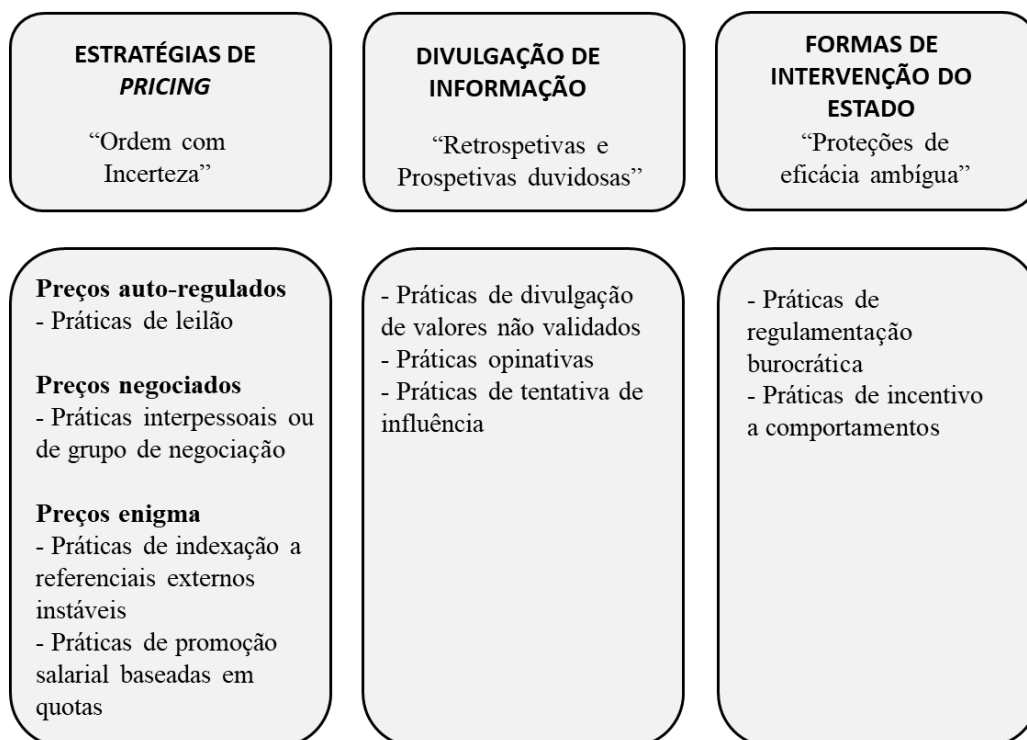 ESTRATÉGIAS DE
PRICING
“Ordem com
Incerteza”
DIVULGAÇÃO DE
INFORMAÇÃO
“Retrospetivas e
Prospetivas duvidosas”
FORMAS DE
INTERVENÇÃO DO
ESTADO
“Proteções de
eficácia ambígua”
Preços auto-regulados
- Práticas de leilão
Preços negociados
- Práticas interpessoais ou
de grupo de negociação
Preços enigma
- Práticas de indexação a
referenciais externos
instáveis
- Práticas de promoção
salarial baseadas em
quotas
- Práticas de divulgação
de valores não validados
- Práticas opinativas
- Práticas de tentativa de
influência
- Práticas de
regulamentação
burocrática
- Práticas de incentivo
a comportamentos